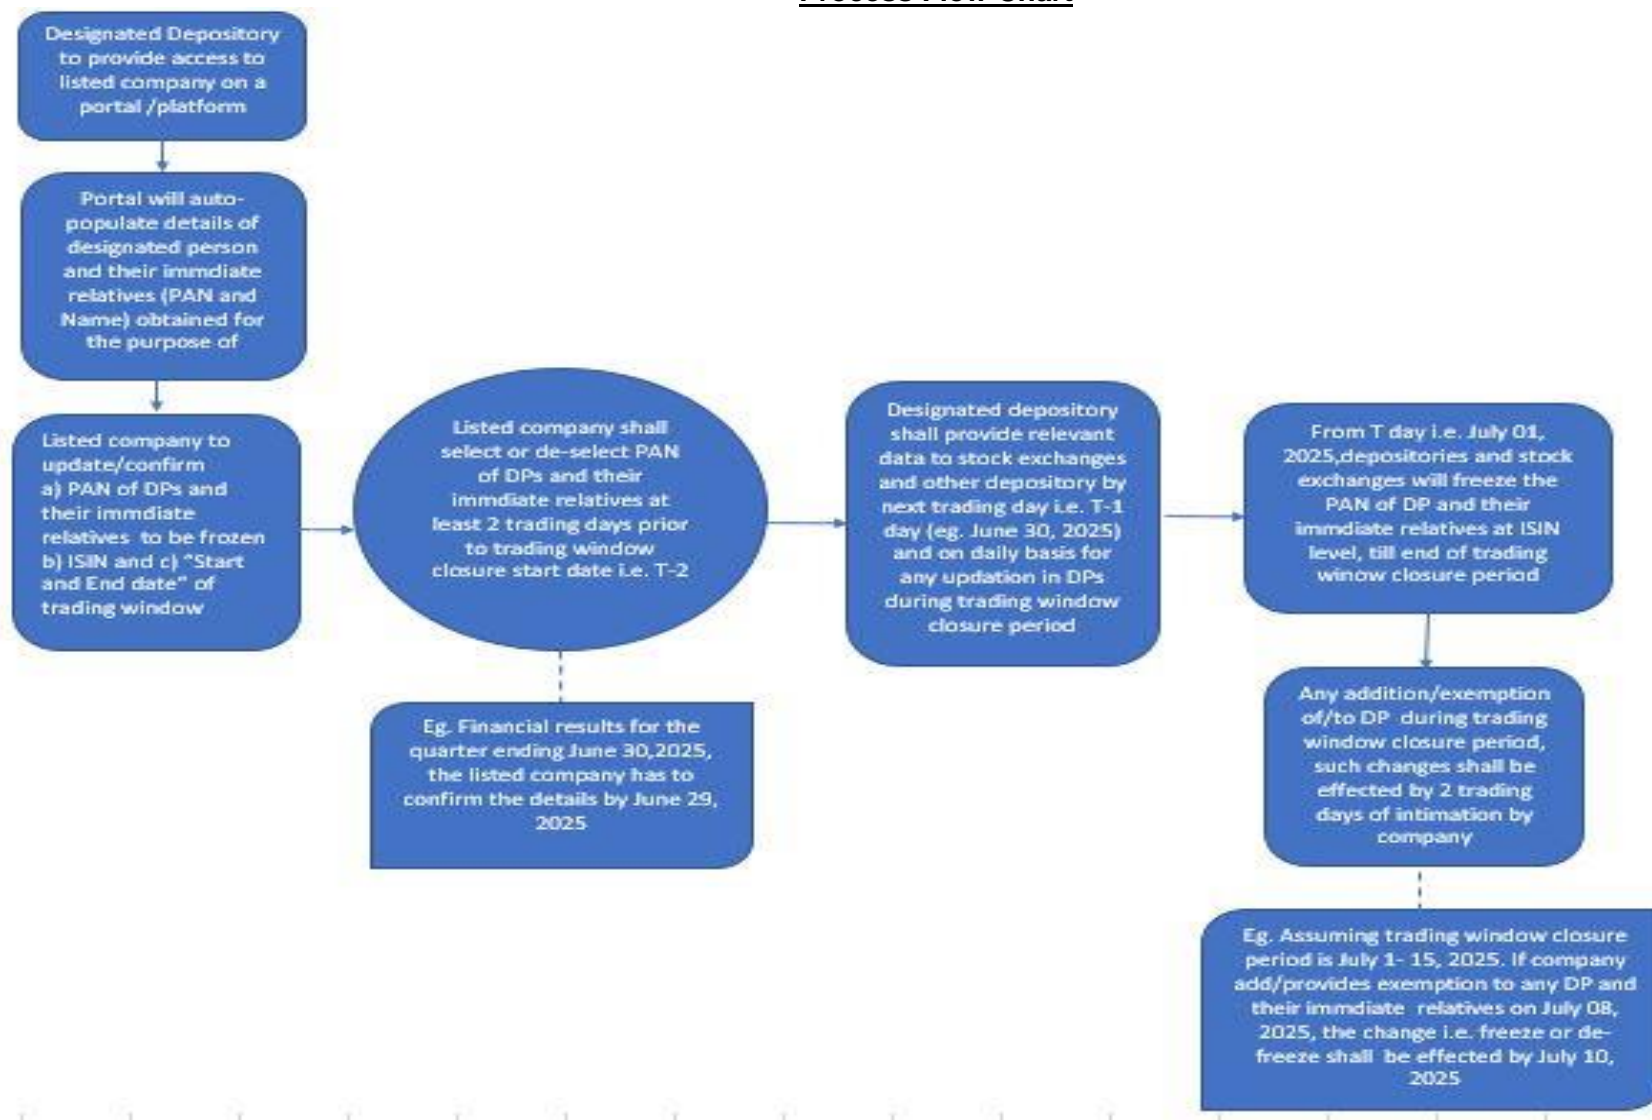 Process Flow Chart
Designated Depository
to provide access to
listed company on a
portal /platform
Portal will auto-
populate details of
designated person
and their immdiate
relatives (PAN and
Name) obtained for
the purpose of
Listed company to
update/confirm
a) PAN of DPs and
their immdiate
relatives to be frozen
b) ISIN and c) “Start
and End date” of
trading window
Listed company shall
select or de-select PAN
of DPs and their
immdiate relatives at
least 2 trading days prior
to trading window
closure start date i.e. T-2
Eg. Financial results for the
quarter ending June 30,2025,
the listed company has to
confirm the details by June 29,
2025
Designated depository
shall provide relevant
data to stock exchanges
and other depository by
next trading day i.e. T-1
day (eg. June 30, 2025)
and on daily basis for
any updation in DPs
during trading window
closure period
From T day i.e. July 01,
2025,depositories and stock
exchanges will freeze the
PAN of DP and their
immdiate relatives at ISIN
level, till end of trading
winow closure period
Any addition/exemption
of/to DP during trading
window closure period,
such changes shall be
effected by 2 trading
days of intimation by
company
Eg. Assuming trading window closure
period is July 1- 15, 2025. If company
add/provides exemption to any DP and
their immdiate relatives on July 08,
2025, the change i.e. freeze or de-
freeze shall be effected by July 10,
2025